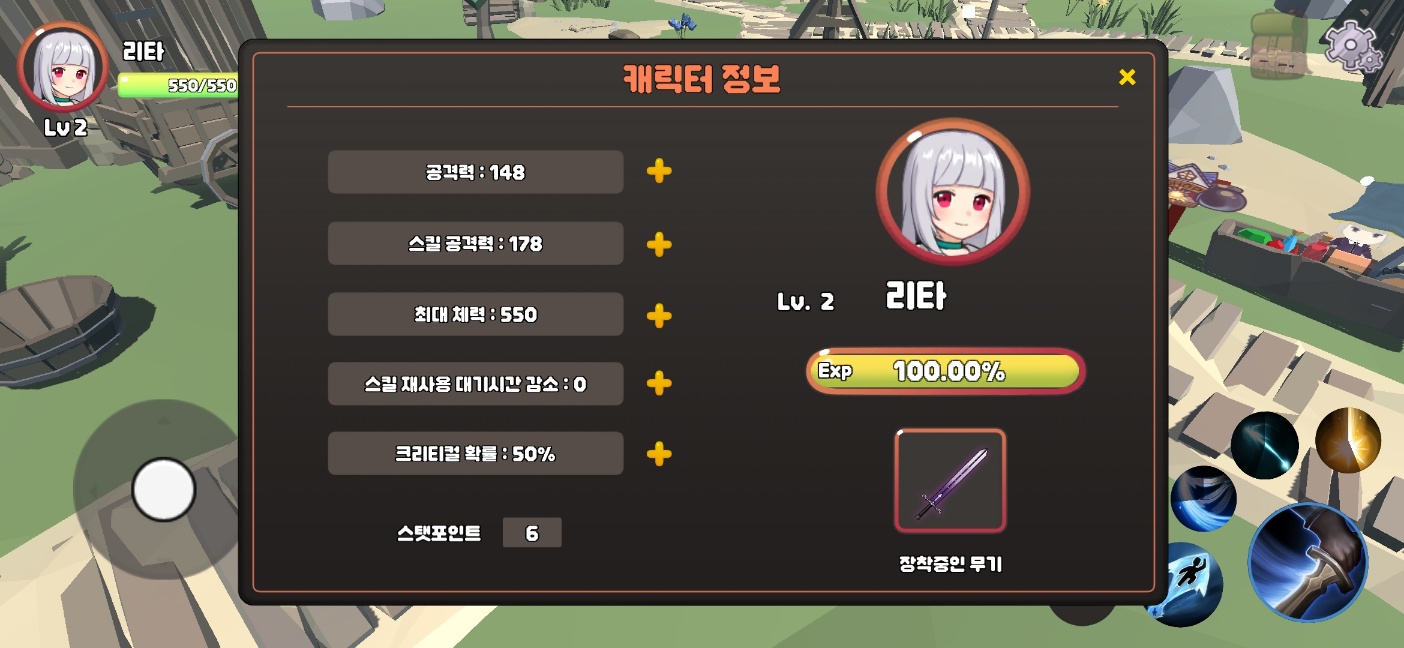 리타
550/550
Lv 2
캐릭터 정보
공격력 : 148
스킬 공격력 : 178
최대 체력 : 550
스킬 재사용 대기시간 감소 : 0
크리티컬 확률 : 50%
스탯포인트 6
Lv. 2 리타
Exp 100.00%
장착중인 무기